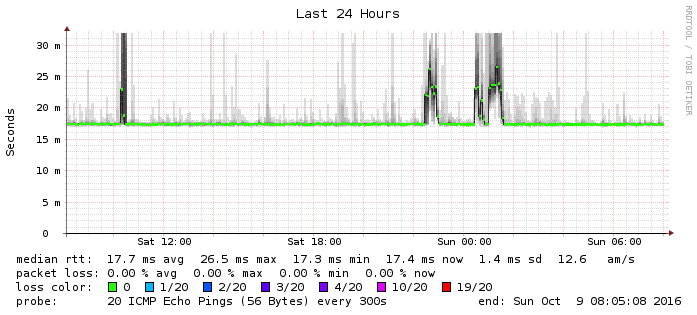 Last 24 Hours
RRDTOOL / TOBI OETIKER
Seconds
30 m
25 m
20 m
15 m
10 m
5 m
0
Sat 12:00 Sat 18:00 Sun 00:00 Sun 06:00
median rtt: 17.7 ms avg 26.5 ms max 17.3 ms min 17.4 ms now 1.4 ms sd 12.6 am/s
packet loss: 0.00 % avg 0.00 % max 0.00 % min 0.00 % now
loss color: 0 1/20 2/20 3/20 4/20 10/20 19/20
probe: 20 ICMP Echo Pings (56 Bytes) every 300s end: Sun Oct 9 08:05:08 2016